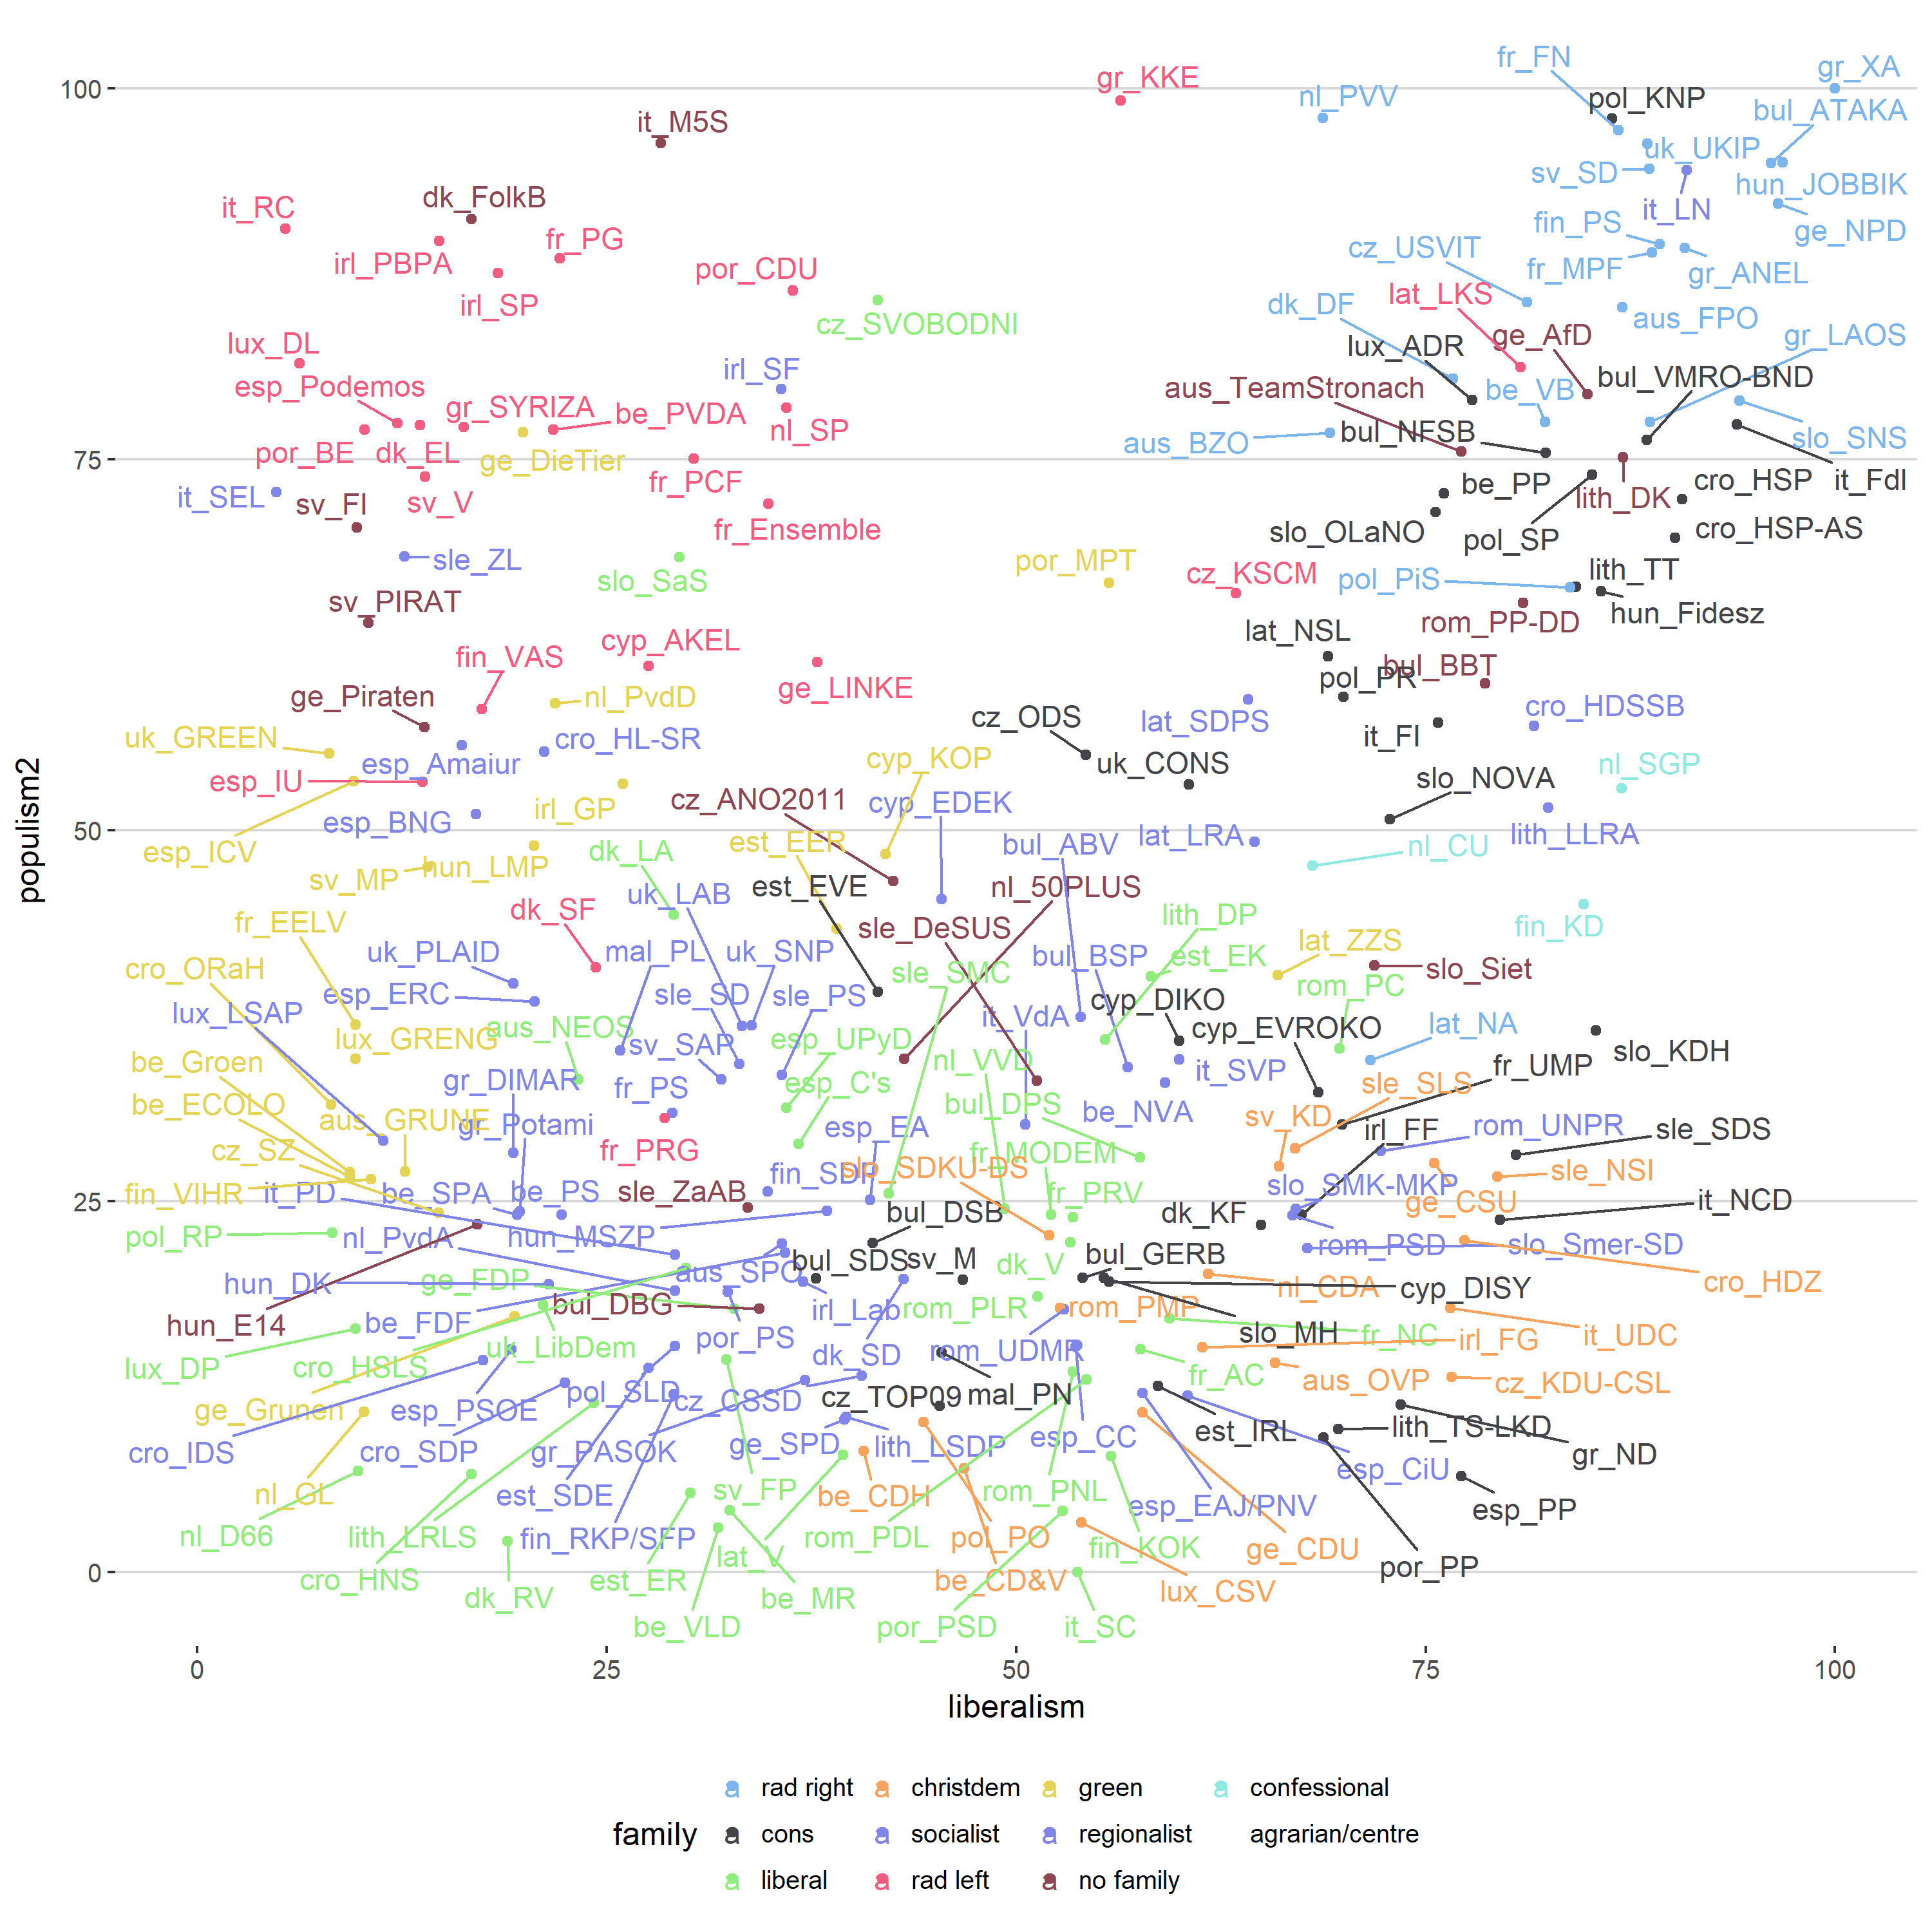 fr_FN
gr_XA
gr_KKE
100
nl_PVV
pol_KNP
bul_ATAKA
it_M5S
uk_UKIP
sv_SD
hun_JOBBIK
dk_FolkB
it_RC
it_LN
fin_PS
ge_NPD
fr_PG
cz_USVIT
irl_PBPA
por_CDU
fr_MPF
gr_ANEL
irl_SP
dk_DF
lat_LKS
cz_SVOBODNI
aus_FPO
ge_AfD
gr_LAOS
lux_DL
lux_ADR
irl_SF
bul_VMRO-BND
esp_Podemos
aus_TeamStronach
be_VB
gr_SYRIZA
be_PVDA
nl_SP
bul_NFSB
aus_BZO
slo_SNS
por_BE
dk_EL
ge_DieTier
75
fr_PCF
be_PP
cro_HSP
it_FdI
it_SEL
sv_FI
sv_V
lith_DK
fr_Ensemble
slo_OLaNO
pol_SP
cro_HSP-AS
sle_ZL
por_MPT
cz_KSCM
pol_PiS
lith_TT
slo_SaS
sv_PIRAT
hun_Fidesz
rom_PP-DD
lat_NSL
cyp_AKEL
fin_VAS
bul_BBT
pol_PR
ge_LINKE
ge_Piraten
nl_PvdD
cro_HDSSB
cz_ODS
lat_SDPS
uk_GREEN
cro_HL-SR
it_FI
cyp_KOP
esp_Amaiur
uk_CONS
nl_SGP
esp_IU
slo_NOVA
cz_ANO2011
cyp_EDEK
irl_GP
esp_BNG
50
lat_LRA
lith_LLRA
est_EER
bul_ABV
nl_CU
esp_ICV
dk_LA
sv_MP
hun_LMP
est_EVE
nl_50PLUS
uk_LAB
dk_SF
lith_DP
fr_EELV
sle_DeSUS
fin_KD
lat_ZZS
uk_PLAID
mal_PL
uk_SNP
bul_BSP
est_EK
cro_ORaH
sle_SMC
slo_Siet
esp_ERC
sle_SD
sle_PS
rom_PC
cyp_DIKO
lux_LSAP
it_VdA
lat_NA
aus_NEOS
cyp_EVROKO
lux_GRENG
sv_SAP
esp_UPyD
slo_KDH
be_Groen
nl_VVD
fr_UMP
it_SVP
gr_DIMAR
fr_PS
esp_C's
sle_SLS
be_ECOLO
bul_DPS
be_NVA
aus_GRUNE
gr_Potami
sv_KD
esp_EA
irl_FF
rom_UNPR
sle_SDS
cz_SZ
fr_PRG
fr_MODEM
slo_SDKU-DS
fin_SDP
sle_NSI
fin_VIHR
it_PD
be_SPA
be_PS
sle_ZaAB
fr_PRV
slo_SMK-MKP
25
ge_CSU
it_NCD
bul_DSB
dk_KF
pol_RP
nl_PvdA
hun_MSZP
rom_PSD
slo_Smer-SD
bul_SDS
sv_M
dk_V
bul_GERB
hun_DK
ge_FDP
aus_SPO
nl_CDA
cyp_DISY
cro_HDZ
bul_DBG
irl_Lab
rom_PLR
rom_PMP
hun_E14
be_FDF
por_PS
slo_MH
fr_NC
irl_FG
it_UDC
uk_LibDem
lux_DP
cro_HSLS
dk_SD
rom_UDMR
fr_AC
aus_OVP
cz_KDU-CSL
pol_SLD
cz_CSSD
cz_TOP09
mal_PN
ge_Grunen
esp_PSOE
est_IRL
lith_TS-LKD
cro_IDS
cro_SDP
gr_PASOK
ge_SPD
lith_LSDP
esp_CC
gr_ND
esp_CiU
nl_GL
est_SDE
sv_FP
be_CDH
rom_PNL
esp_EAJ/PNV
esp_PP
nl_D66
lith_LRLS
fin_RKP/SFP
rom_PDL
pol_PO
fin_KOK
ge_CDU
lat_V
por_PP
0
cro_HNS
est_ER
be_CD&V
dk_RV
be_MR
lux_CSV
be_VLD
por_PSD
it_SC
populism2
0
25
50
75
100
liberalism
family
a rad right
a christdem
a green
a confessional
a cons
a socialist
a regionalist
agrarian/centre
a liberal
a rad left
a no family